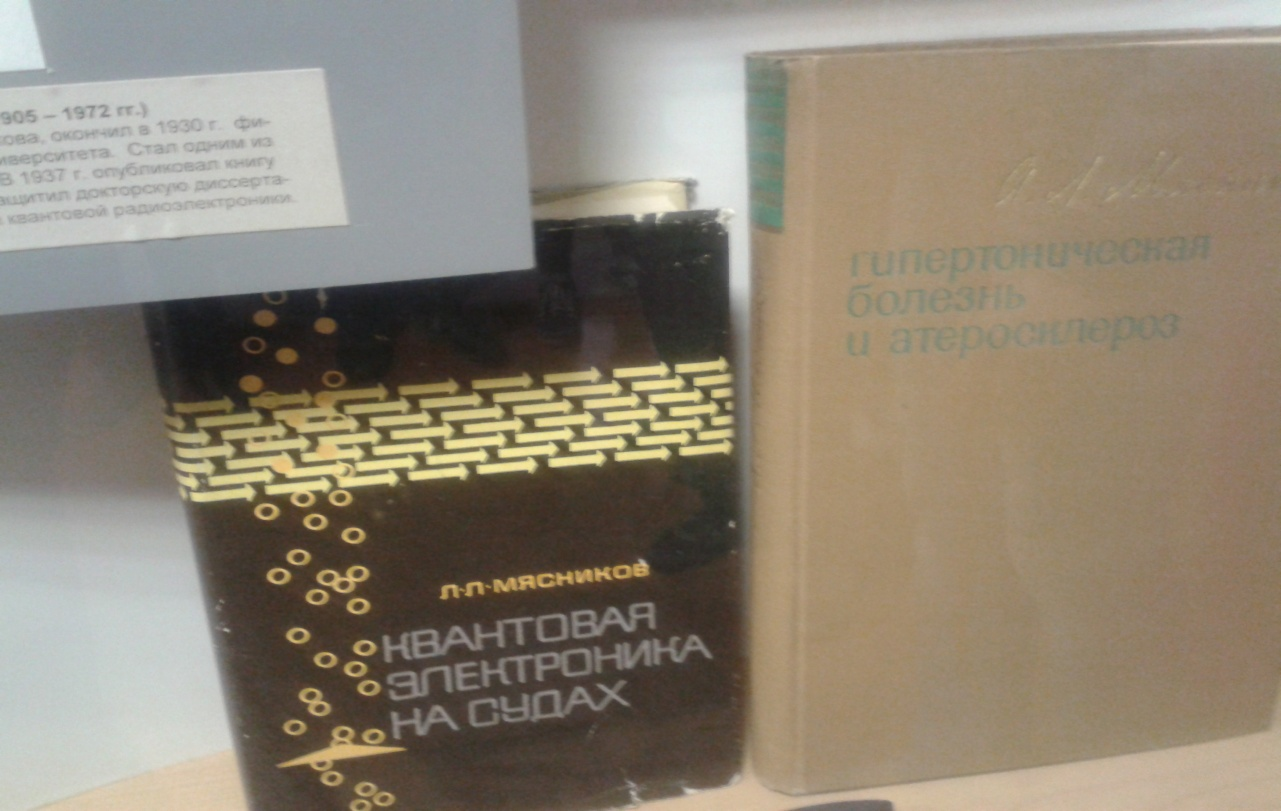 905 – 1972 гг.)
кова, окончил в 1930 г. фи-
иверситета. Стал одним из
В 1937 г. опубликовал книгу
ащитил докторскую диссерта-
квантовой радиоэлектроники.
Л·Л·МЯСНИКОВ
КВАНТОВАЯ
ЭЛЕКТРОНИКА
НА СУДАХ
гипертоническая
болезнь
и атеросклероз